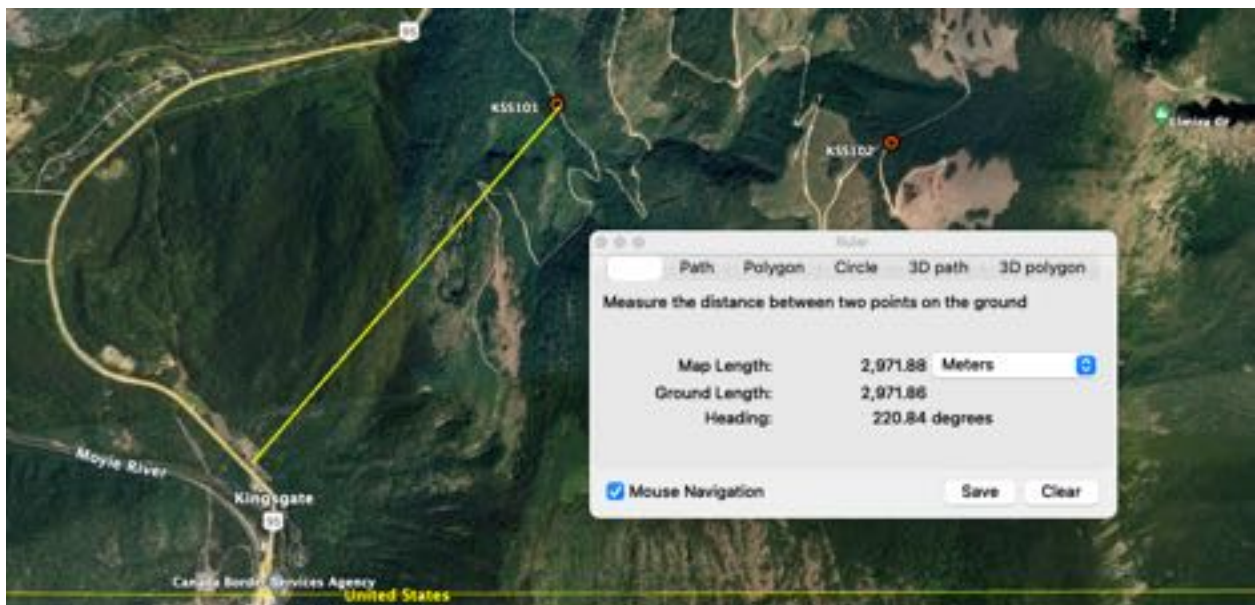 95
KSS101
KSS102
Elmira Cr
Ruler
Path Polygon Circle 3D path 3D polygon
Measure the distance between two points on the ground
Map Length: 2,971.88 Meters
Ground Length: 2,971.86
Heading: 220.84 degrees
Mouse Navigation Save Clear
Moyie River
Kingsgate
95
Canada Border Services Agency
United States